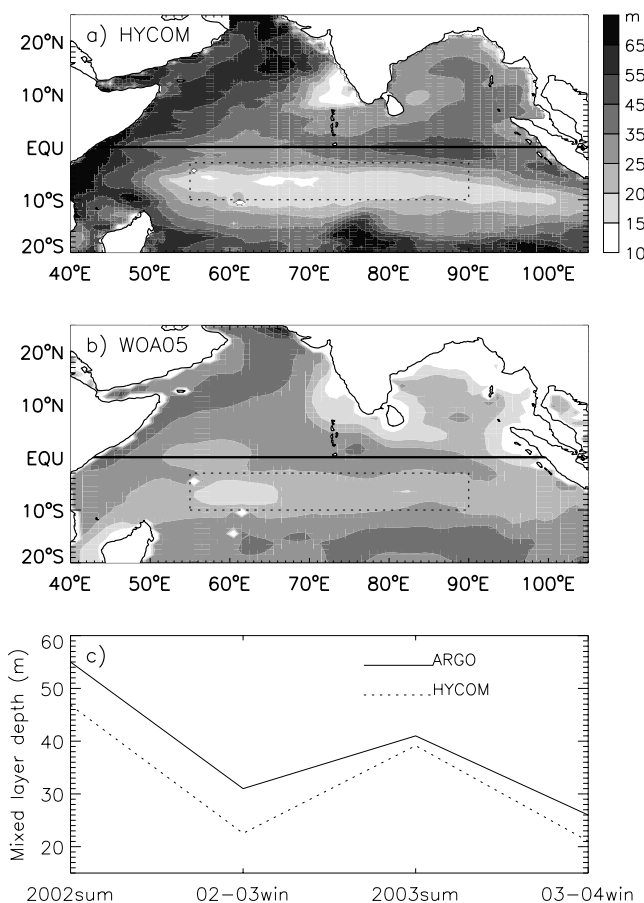 a) HYCOM
m
20°N
10°N
EQU
10°S
20°S
65
55
45
35
25
20
15
10
40°E 50°E 60°E 70°E 80°E 90°E 100°E
b) WOA05
20°N
10°N
EQU
10°S
20°S
40°E 50°E 60°E 70°E 80°E 90°E 100°E
c)
ARGO
HYCOM
Mixed layer depth (m)
60
50
40
30
20
2002sum 02-03win 2003sum 03-04win